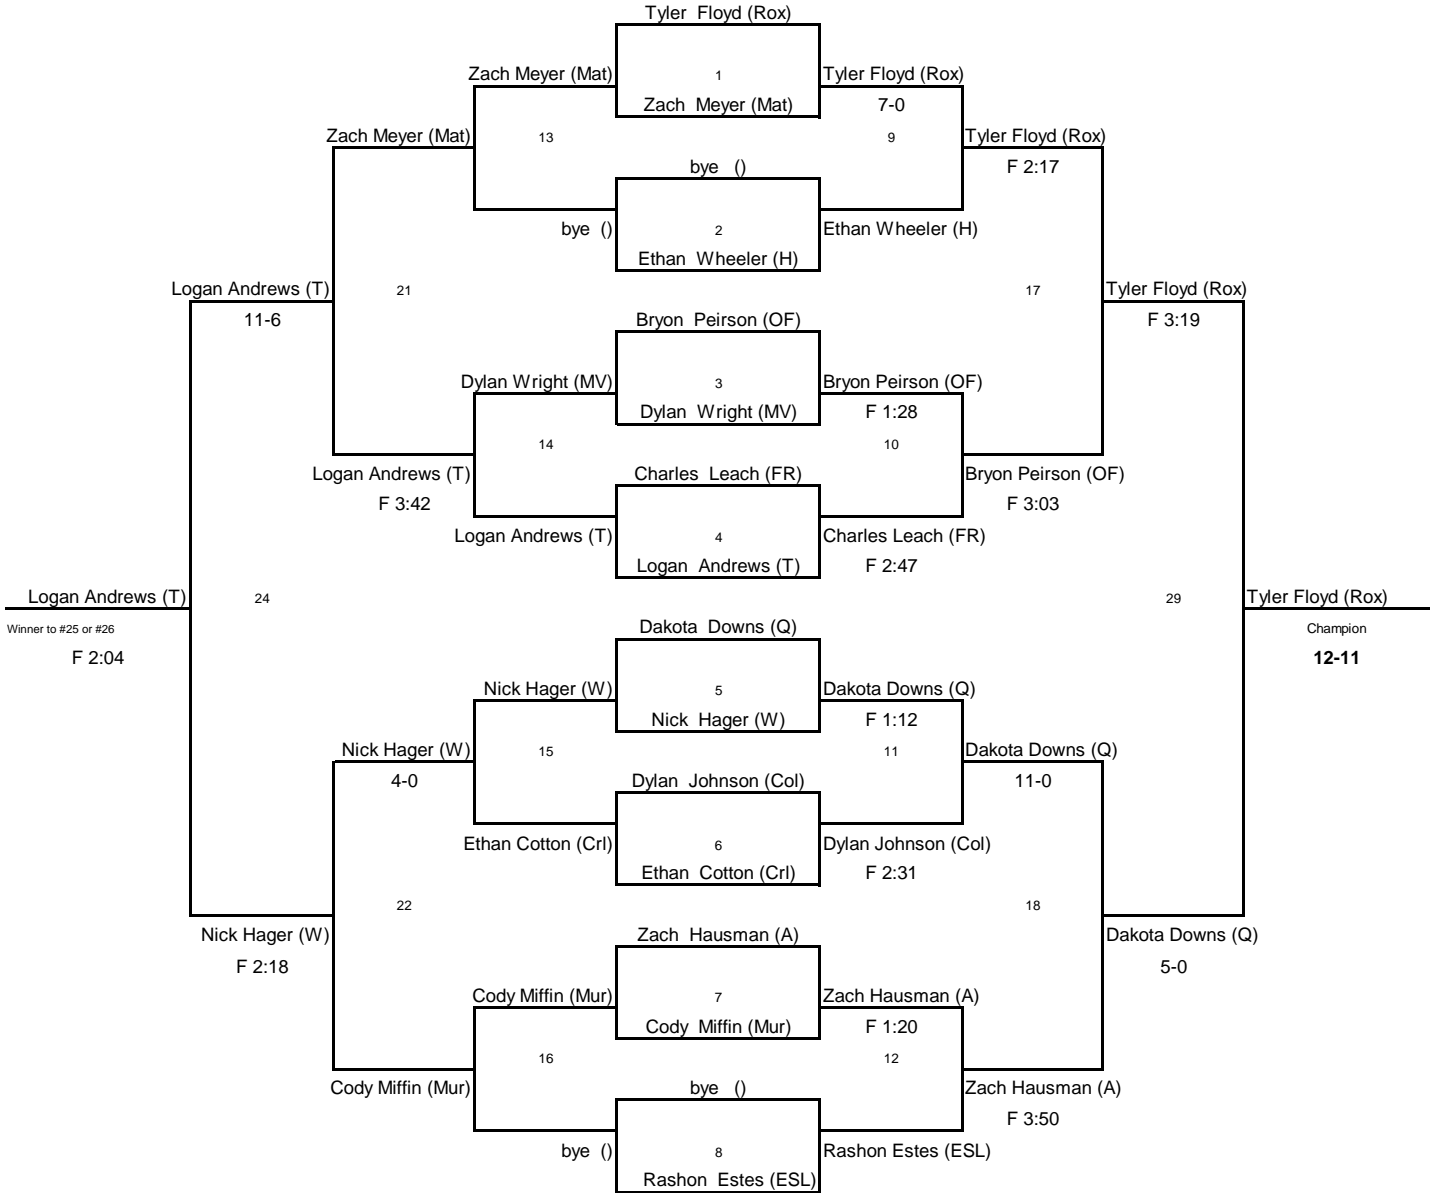 Tyler Floyd (Rox)
Zach Meyer (Mat)
1
Tyler Floyd (Rox)
Zach Meyer (Mat)
7-0
Zach Meyer (Mat)
13
9
Tyler Floyd (Rox)
bye ()
F 2:17
bye ()
2
Ethan Wheeler (H)
Ethan Wheeler (H)
Logan Andrews (T)
21
17
Tyler Floyd (Rox)
11-6
Bryon Peirson (OF)
F 3:19
Dylan Wright (MV)
3
Bryon Peirson (OF)
Dylan Wright (MV)
F 1:28
14
10
Logan Andrews (T)
Charles Leach (FR)
Bryon Peirson (OF)
F 3:42
F 3:03
Logan Andrews (T)
4
Charles Leach (FR)
Logan Andrews (T)
F 2:47
Logan Andrews (T)
24
29
Tyler Floyd (Rox)
Winner to #25 or #26
Dakota Downs (Q)
Champion
F 2:04
12-11
Nick Hager (W)
5
Dakota Downs (Q)
Nick Hager (W)
F 1:12
Nick Hager (W)
15
11
Dakota Downs (Q)
4-0
Dylan Johnson (Col)
11-0
Ethan Cotton (Crl)
6
Dylan Johnson (Col)
Ethan Cotton (Crl)
F 2:31
22
18
Nick Hager (W)
Zach Hausman (A)
Dakota Downs (Q)
F 2:18
5-0
Cody Miffin (Mur)
7
Zach Hausman (A)
Cody Miffin (Mur)
F 1:20
16
12
Cody Miffin (Mur)
bye ()
Zach Hausman (A)
F 3:50
bye ()
8
Rashon Estes (ESL)
Rashon Estes (ESL)